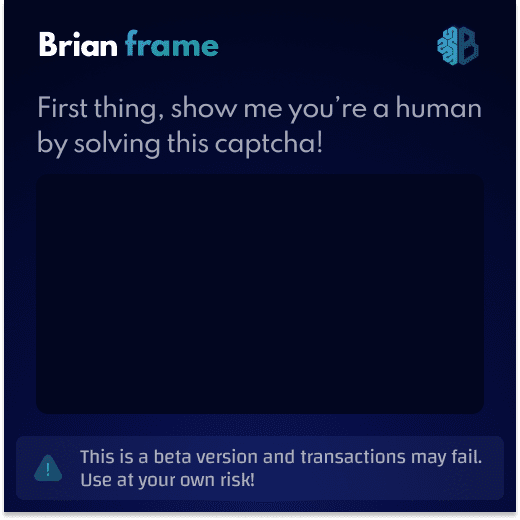 Brian frame
First thing, show me you're a human
by solving this captcha!
This is a beta version and transactions may fail.
Use at your own risk!